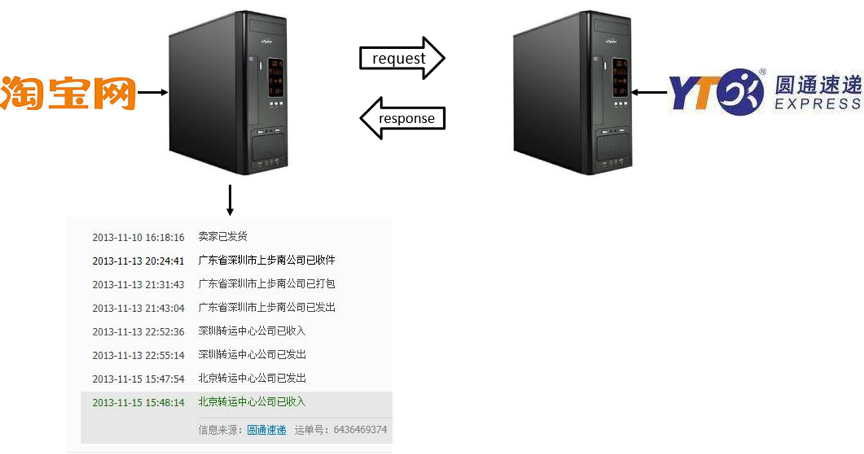 淘宝网
request
response
YTO
®
圆通速递
EXPRESS
2013-11-10 16:18:16 卖家已发货
2013-11-13 20:24:41 广东省深圳市上步南公司已收件
2013-11-13 21:31:43 广东省深圳市上步南公司已打包
2013-11-13 21:43:04 广东省深圳市上步南公司已发出
2013-11-13 22:52:36 深圳转运中心公司已收入
2013-11-13 22:55:14 深圳转运中心公司已发出
2013-11-15 15:47:54 北京转运中心公司已发出
2013-11-15 15:48:14 北京转运中心公司已收入
信息来源：圆通速递 运单号：6436469374